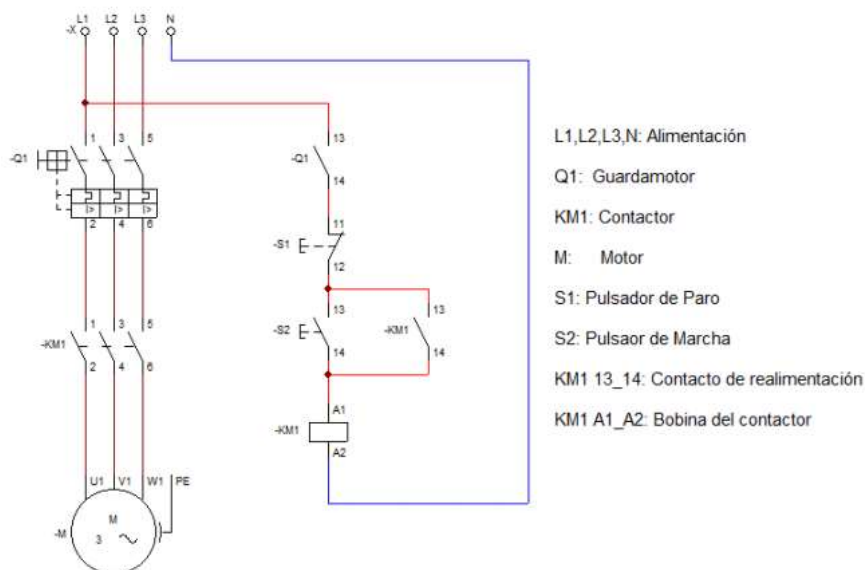 L1 L2 L3 N
-X
13
1 3 5
-Q1
-Q1
14
I> I> I>
11
2 4 6
-S1
12
13 13
1 3 5
-S2
-KM1
-KM1
14 14
2 4 6
A1
-KM1
A2
U1 V1 W1 PE
M
-M
3
L1,L2,L3,N: Alimentación
Q1: Guardamotor
KM1: Contactor
M: Motor
S1: Pulsador de Paro
S2: Pulsaor de Marcha
KM1 13_14: Contacto de realimentación
KM1 A1_A2: Bobina del contactor